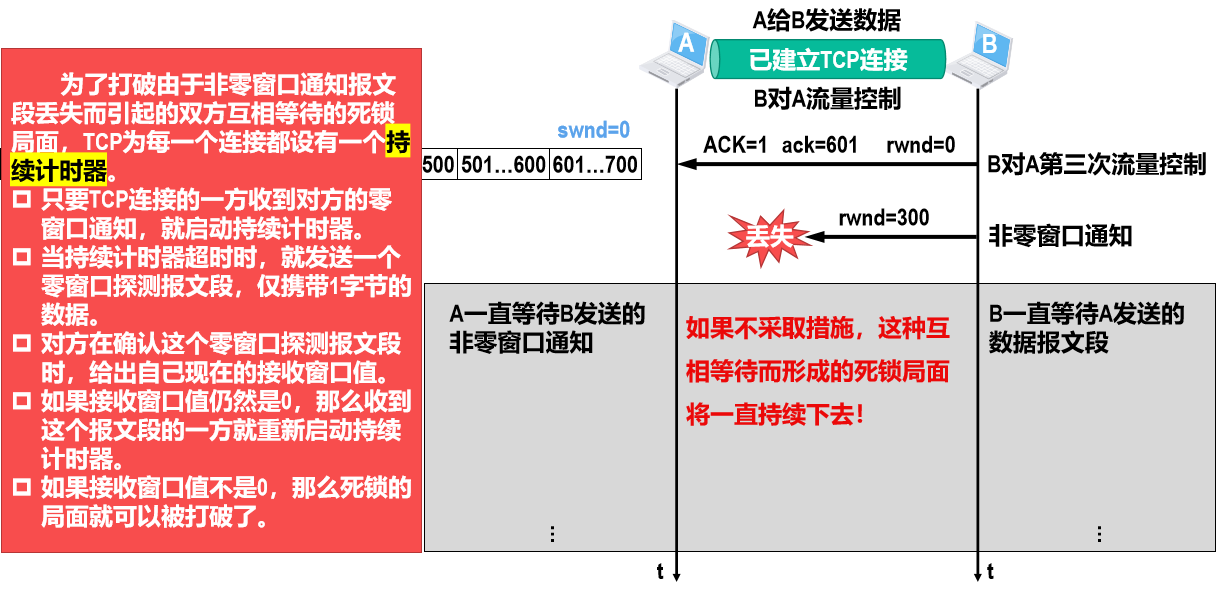 A给B发送数据
A
已建立TCP连接
B
B对A流量控制
为了打破由于非零窗口通知报文
段丢失而引起的双方互相等待的死锁
局面，TCP为每一个连接都设有一个持
续计时器。
只要TCP连接的一方收到对方的零
窗口通知，就启动持续计时器。
当持续计时器超时时，就发送一个
零窗口探测报文段，仅携带1字节的
数据。
对方在确认这个零窗口探测报文段
时，给出自己现在的接收窗口值。
如果接收窗口值仍然是0，那么收到
这个报文段的一方就重新启动持续
计时器。
如果接收窗口值不是0，那么死锁的
局面就可以被打破了。
swnd=0
500 501…600 601…700
ACK=1 ack=601 rwnd=0
B对A第三次流量控制
rwnd=300
丢失
非零窗口通知
A一直等待B发送的
非零窗口通知
如果不采取措施，这种互
相等待而形成的死锁局面
将一直持续下去！
B一直等待A发送的
数据报文段
⋮
⋮
t
t